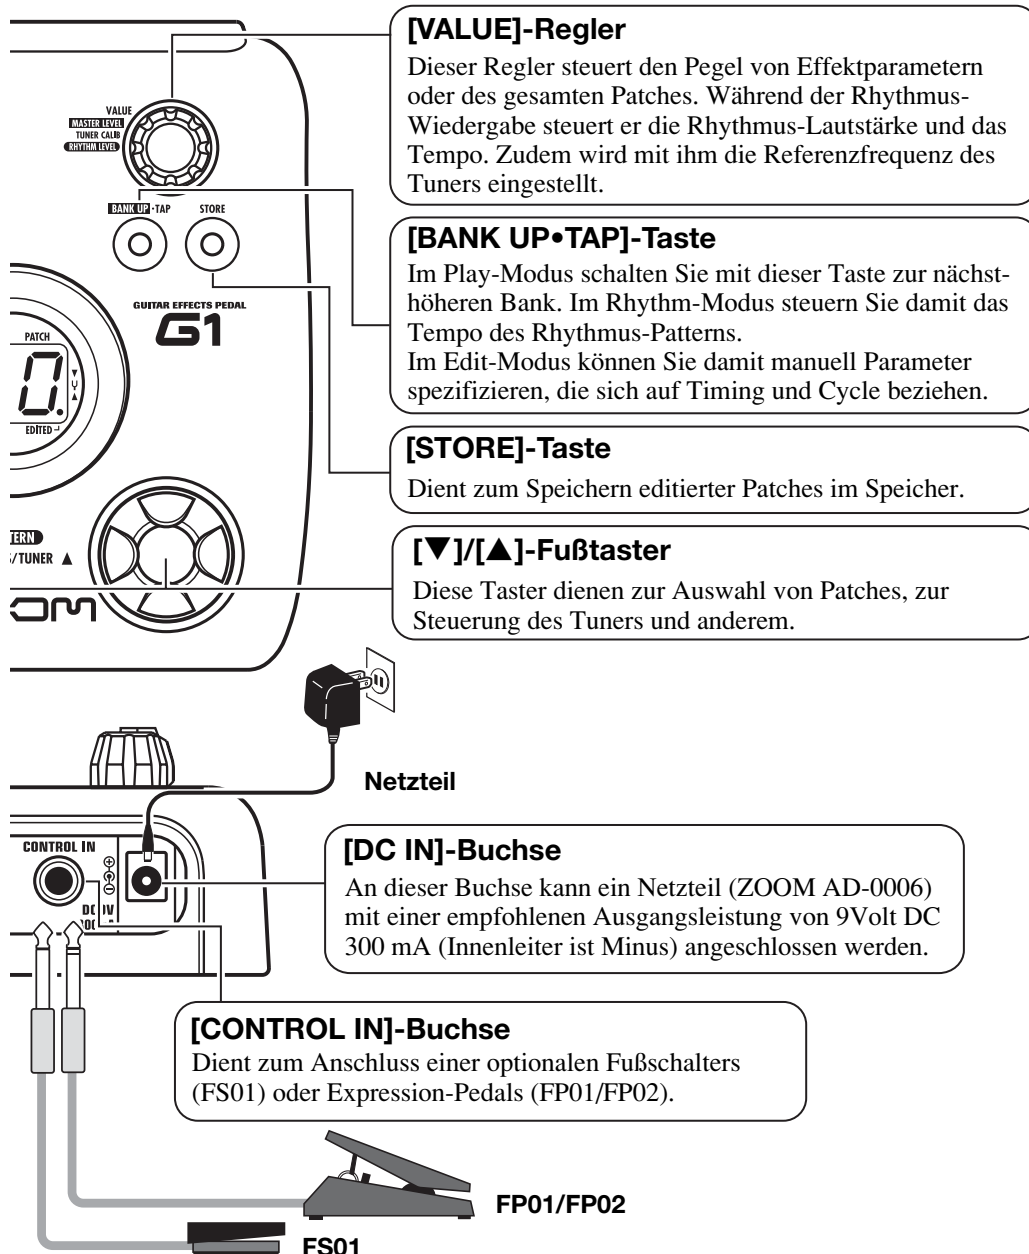 [VALUE]-Regler
Dieser Regler steuert den Pegel von Effektparametern
oder des gesamten Patches. Während der Rhythmus-
Wiedergabe steuert er die Rhythmus-Lautstärke und das
Tempo. Zudem wird mit ihm die Referenzfrequenz des
Tuners eingestellt.
VALUE
MASTER LEVEL
TUNER CALIB
RHYTHM LEVEL
BANK UP·TAP STORE
[BANK UP•TAP]-Taste
Im Play-Modus schalten Sie mit dieser Taste zur nächst-
höheren Bank. Im Rhythm-Modus steuern Sie damit das
Tempo des Rhythmus-Patterns.
Im Edit-Modus können Sie damit manuell Parameter
spezifizieren, die sich auf Timing und Cycle beziehen.
GUITAR EFFECTS PEDAL
G1
PATCH
0.
EDITED
[STORE]-Taste
Dient zum Speichern editierter Patches im Speicher.
TERN
S/TUNER ▲
OM
[▼]/[▲]-Fußtaster
Diese Taster dienen zur Auswahl von Patches, zur
Steuerung des Tuners und anderem.
Netzteil
CONTROL IN
[DC IN]-Buchse
An dieser Buchse kann ein Netzteil (ZOOM AD-0006)
mit einer empfohlenen Ausgangsleistung von 9Volt DC
300 mA (Innenleiter ist Minus) angeschlossen werden.
[CONTROL IN]-Buchse
Dient zum Anschluss einer optionalen Fußschalters
(FS01) oder Expression-Pedals (FP01/FP02).
FP01/FP02
FS01